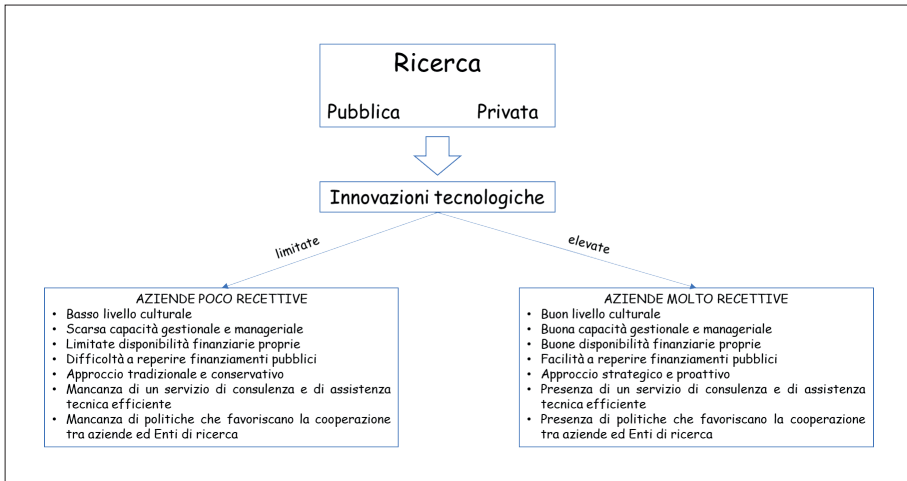 Ricerca
Pubblica Privata
Innovazioni tecnologiche
limitate
elevate
AZIENDE POCO RECETTIVE
• Basso livello culturale
• Scarsa capacità gestionale e manageriale
• Limitate disponibilità finanziarie proprie
• Difficoltà a reperire finanziamenti pubblici
• Approccio tradizionale e conservativo
• Mancanza di un servizio di consulenza e di assistenza
tecnica efficiente
• Mancanza di politiche che favoriscano la cooperazione
tra aziende ed Enti di ricerca
AZIENDE MOLTO RECETTIVE
• Buon livello culturale
• Buona capacità gestionale e manageriale
• Buone disponibilità finanziarie proprie
• Facilità a reperire finanziamenti pubblici
• Approccio strategico e proattivo
• Presenza di un servizio di consulenza e di assistenza
tecnica efficiente
• Presenza di politiche che favoriscano la cooperazione
tra aziende ed Enti di ricerca